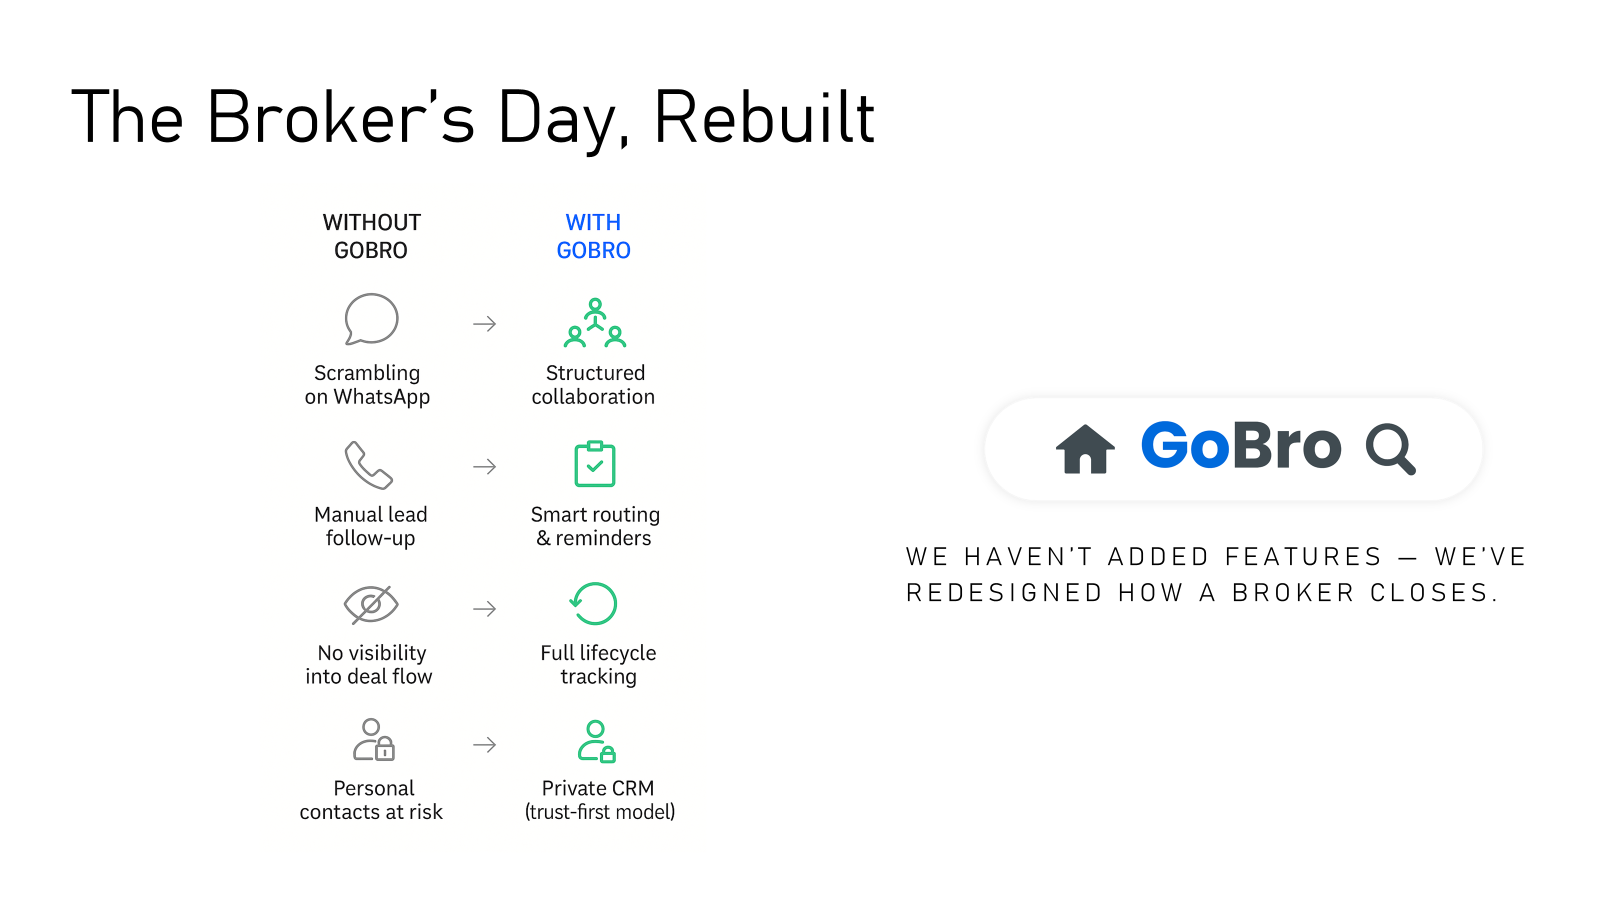 The Broker’s Day, Rebuilt
WITHOUT
GOBRO
WITH
GOBRO
Scrambling
on WhatsApp
Structured
collaboration
Manual lead
follow-up
Smart routing
& reminders
No visibility
into deal flow
Full lifecycle
tracking
Personal
contacts at risk
Private CRM
(trust-first model)
GoBro
WE HAVEN’T ADDED FEATURES — WE’VE
REDESIGNED HOW A BROKER CLOSES.